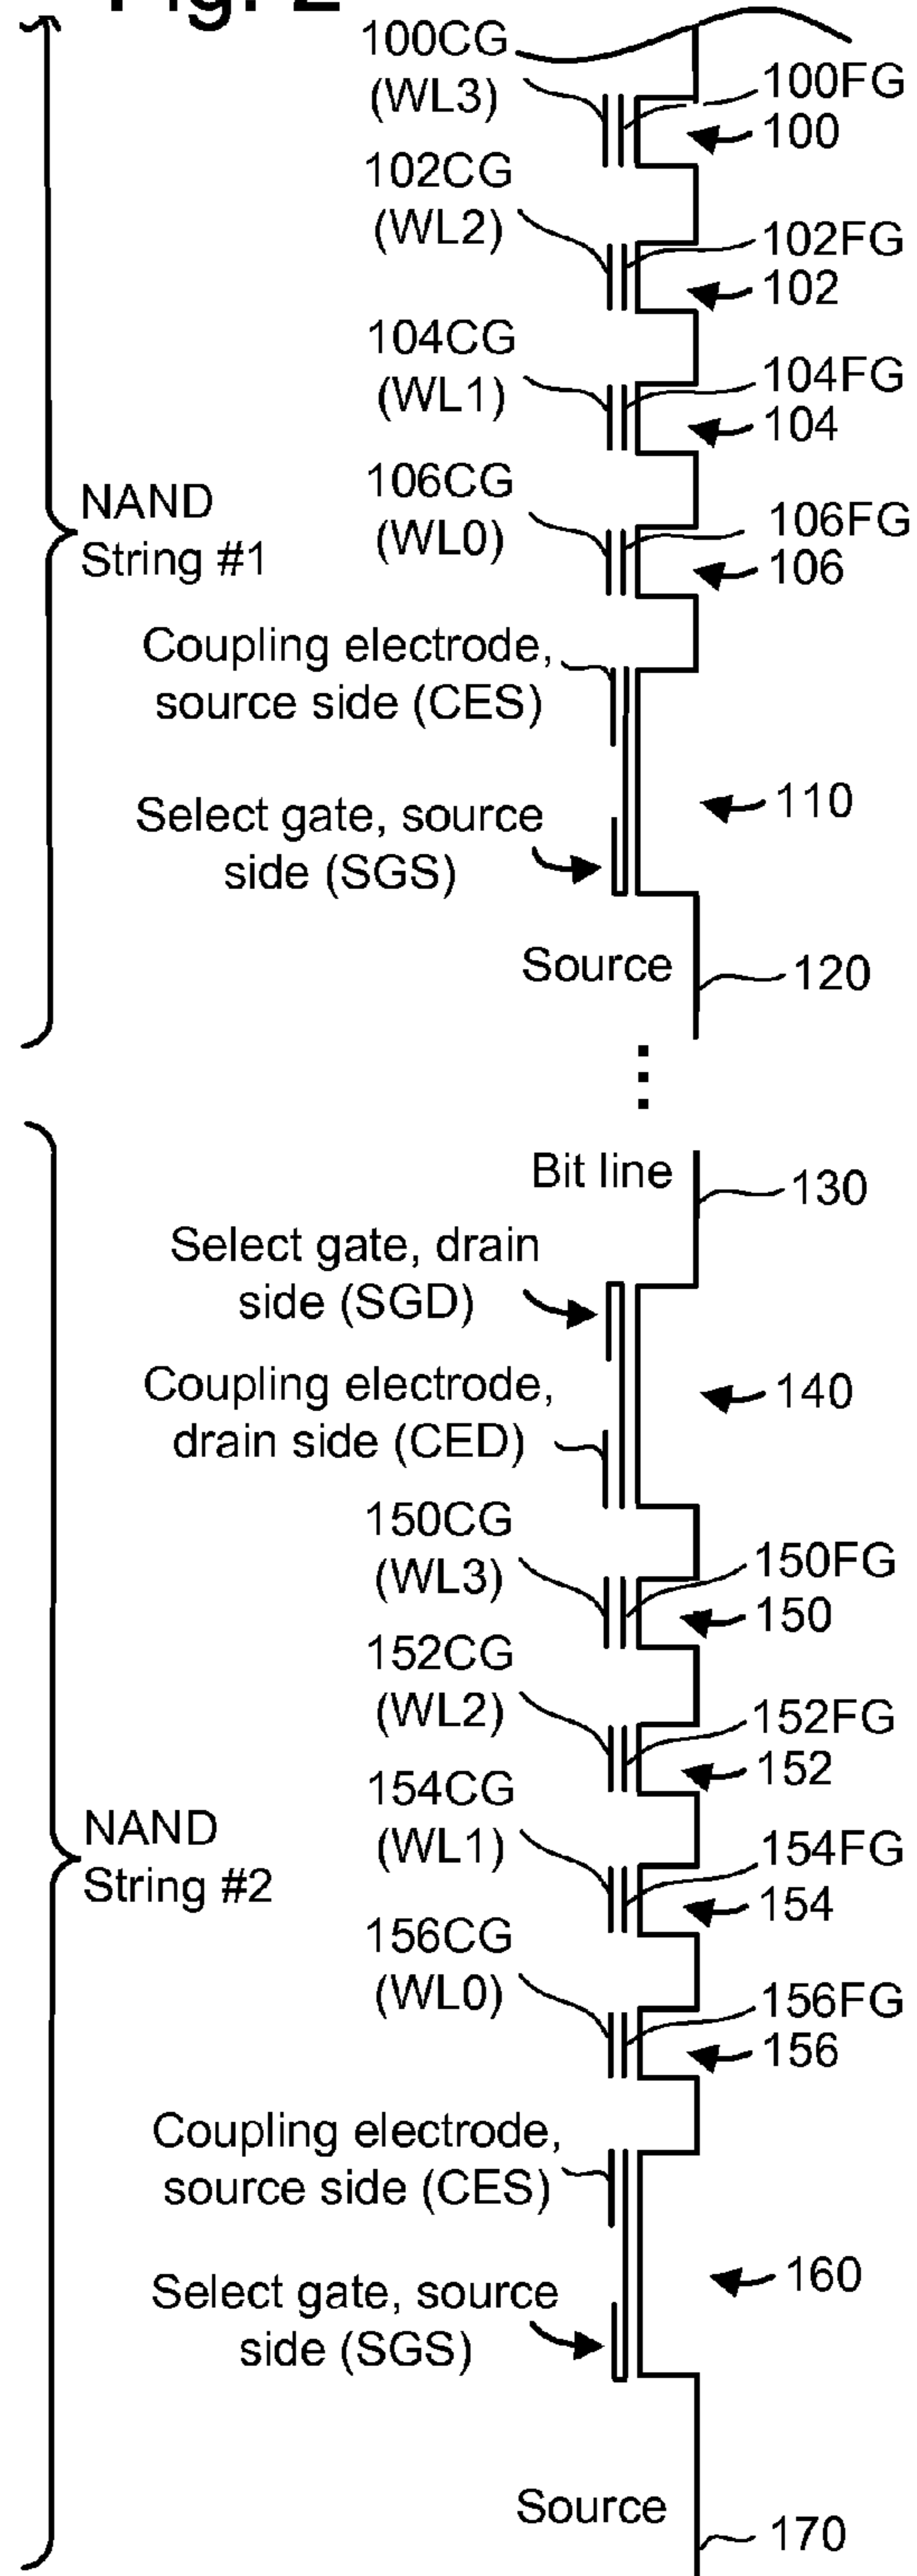 Fig. 2
100CG
(WL3)
100FG
100
102CG
(WL2)
102FG
102
104CG
(WL1)
104FG
104
106CG
(WL0)
106FG
106
NAND
String #1
Coupling electrode,
source side (CES)
110
Select gate, source
side (SGS)
Source
120
Bit line
130
Select gate, drain
side (SGD)
140
Coupling electrode,
drain side (CED)
150CG
(WL3)
150FG
150
152CG
(WL2)
152FG
152
154CG
(WL1)
154FG
154
NAND
String #2
156CG
(WL0)
156FG
156
Coupling electrode,
source side (CES)
160
Select gate, source
side (SGS)
Source
170